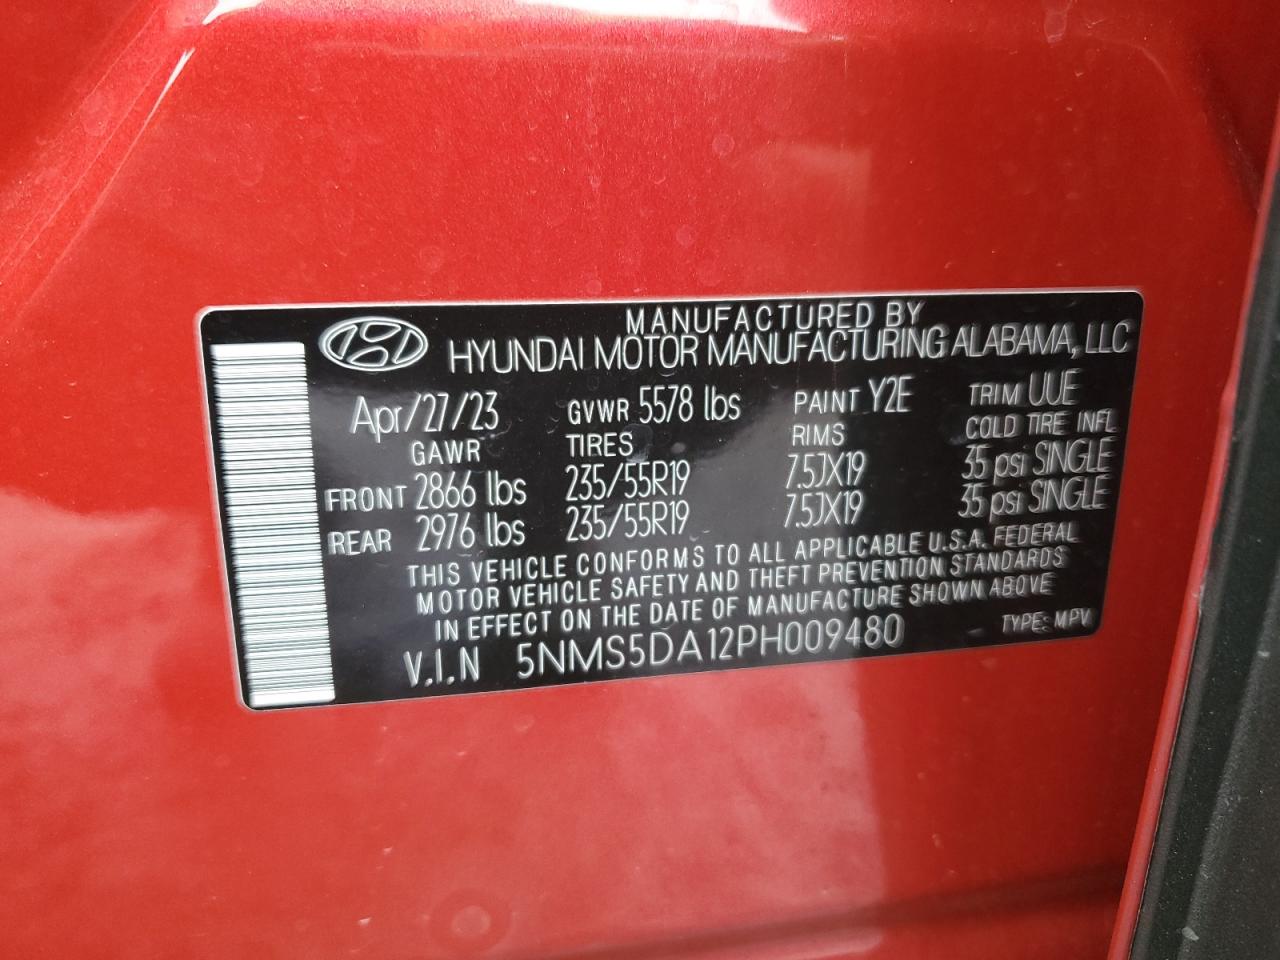 MANUFACTURED BY
HYUNDAI MOTOR MANUFACTURING ALABAMA, LLC
Apr/27/23 GVWR 5578 lbs PAINT Y2E TRIM UUE
GAWR TIRES RIMS COLD TIRE INFL
FRONT 2866 lbs 235/55R19 7.5JX19 35 psi SINGLE
REAR 2976 lbs 235/55R19 7.5JX19 35 psi SINGLE
THIS VEHICLE CONFORMS TO ALL APPLICABLE U.S.A. FEDERAL
MOTOR VEHICLE SAFETY AND THEFT PREVENTION STANDARDS
IN EFFECT ON THE DATE OF MANUFACTURE SHOWN ABOVE
V.I.N 5NMS5DA12PH009480 TYPE: MPV